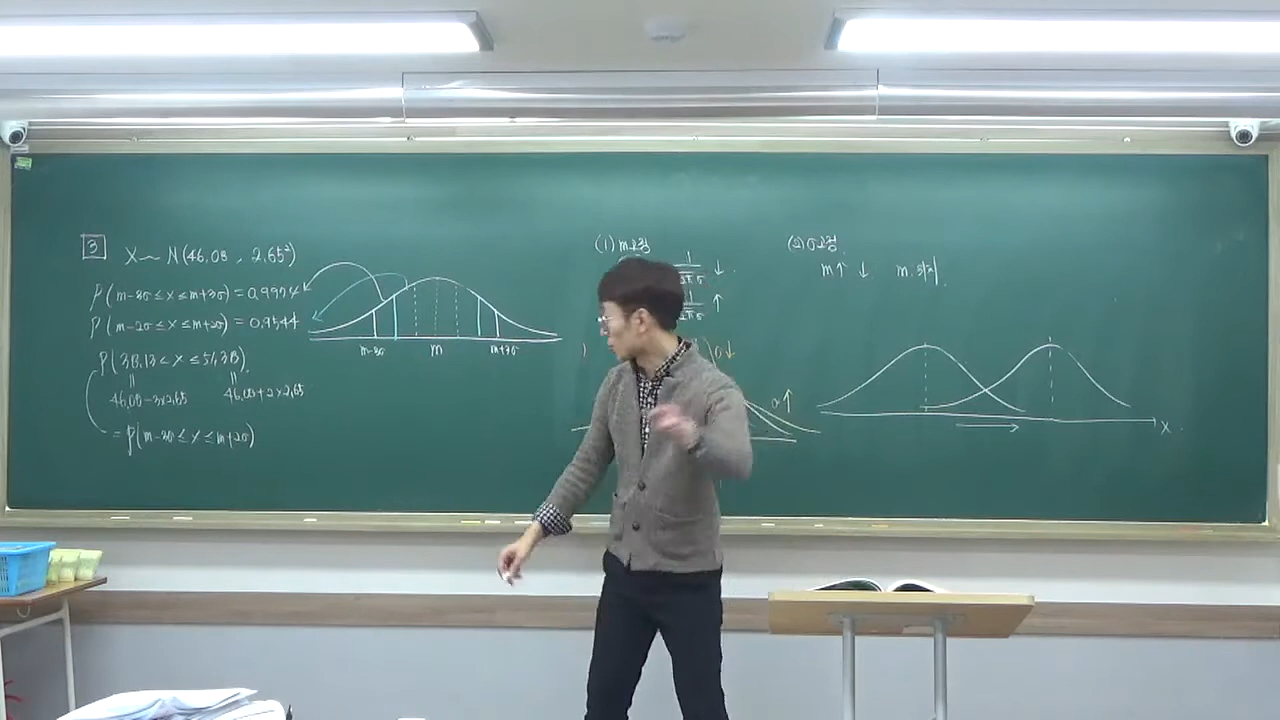 3 X ~ N(46.08 , 2.65²)
P(m-3σ ≤ X ≤ m+3σ) = 0.9974
P(m-2σ ≤ X ≤ m+2σ) = 0.9544
P(38.13 ≤ X ≤ 51.38)
46.08-3×2.65 46.08+2×2.65
= P(m-3σ ≤ X ≤ m+2σ)
m-3σ m m+3σ
(1) m고정
↓
↑
σ↓
σ↑
(2) σ고정
m↑ ↓
X